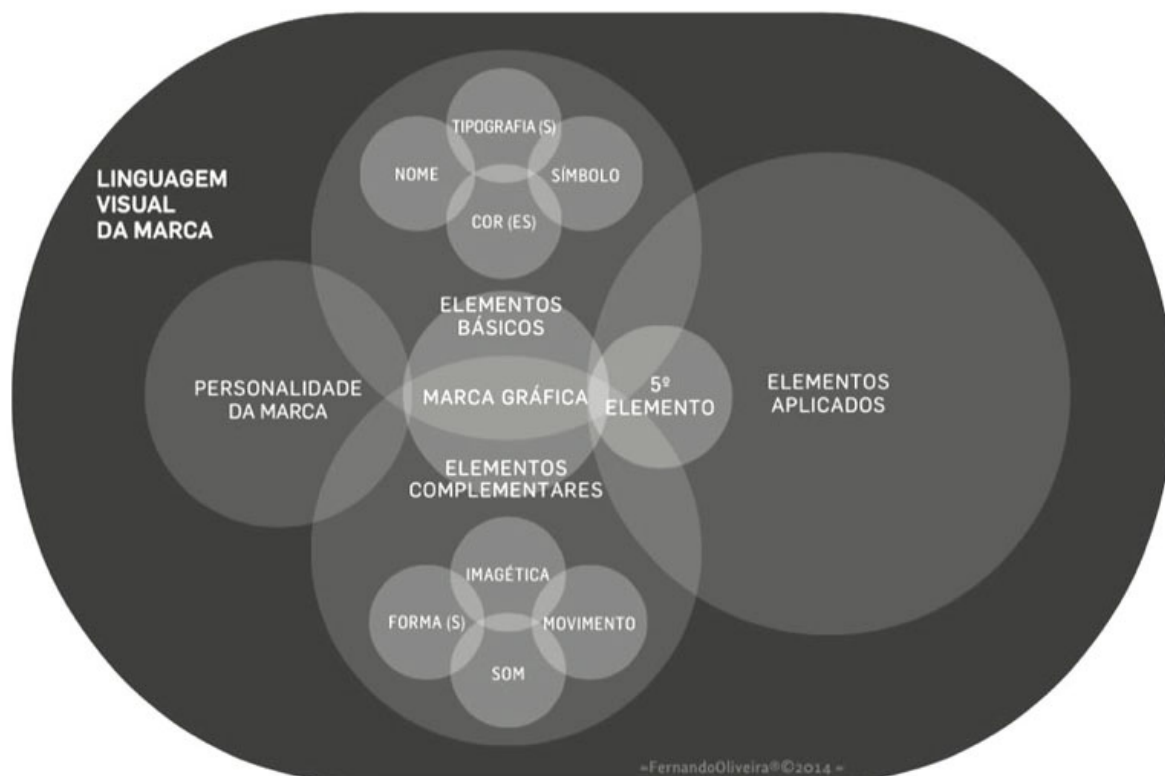 LINGUAGEM
VISUAL
DA MARCA
TIPOGRAFIA (S)
NOME
SÍMBOLO
COR (ES)
ELEMENTOS
BÁSICOS
PERSONALIDADE
DA MARCA
MARCA GRÁFICA
5º
ELEMENTO
ELEMENTOS
APLICADOS
ELEMENTOS
COMPLEMENTARES
IMAGÉTICA
FORMA (S)
MOVIMENTO
SOM
=FernandoOliveira®©2014 =